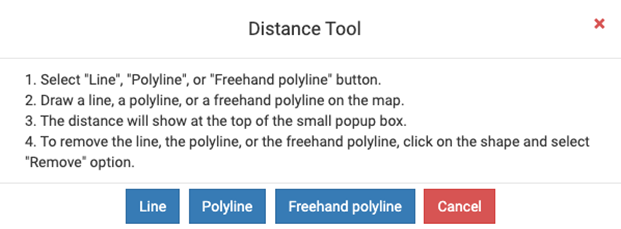 Distance Tool
1. Select "Line", "Polyline", or "Freehand polyline" button.
2. Draw a line, a polyline, or a freehand polyline on the map.
3. The distance will show at the top of the small popup box.
4. To remove the line, the polyline, or the freehand polyline, click on the shape and select
"Remove" option.
Line Polyline Freehand polyline Cancel